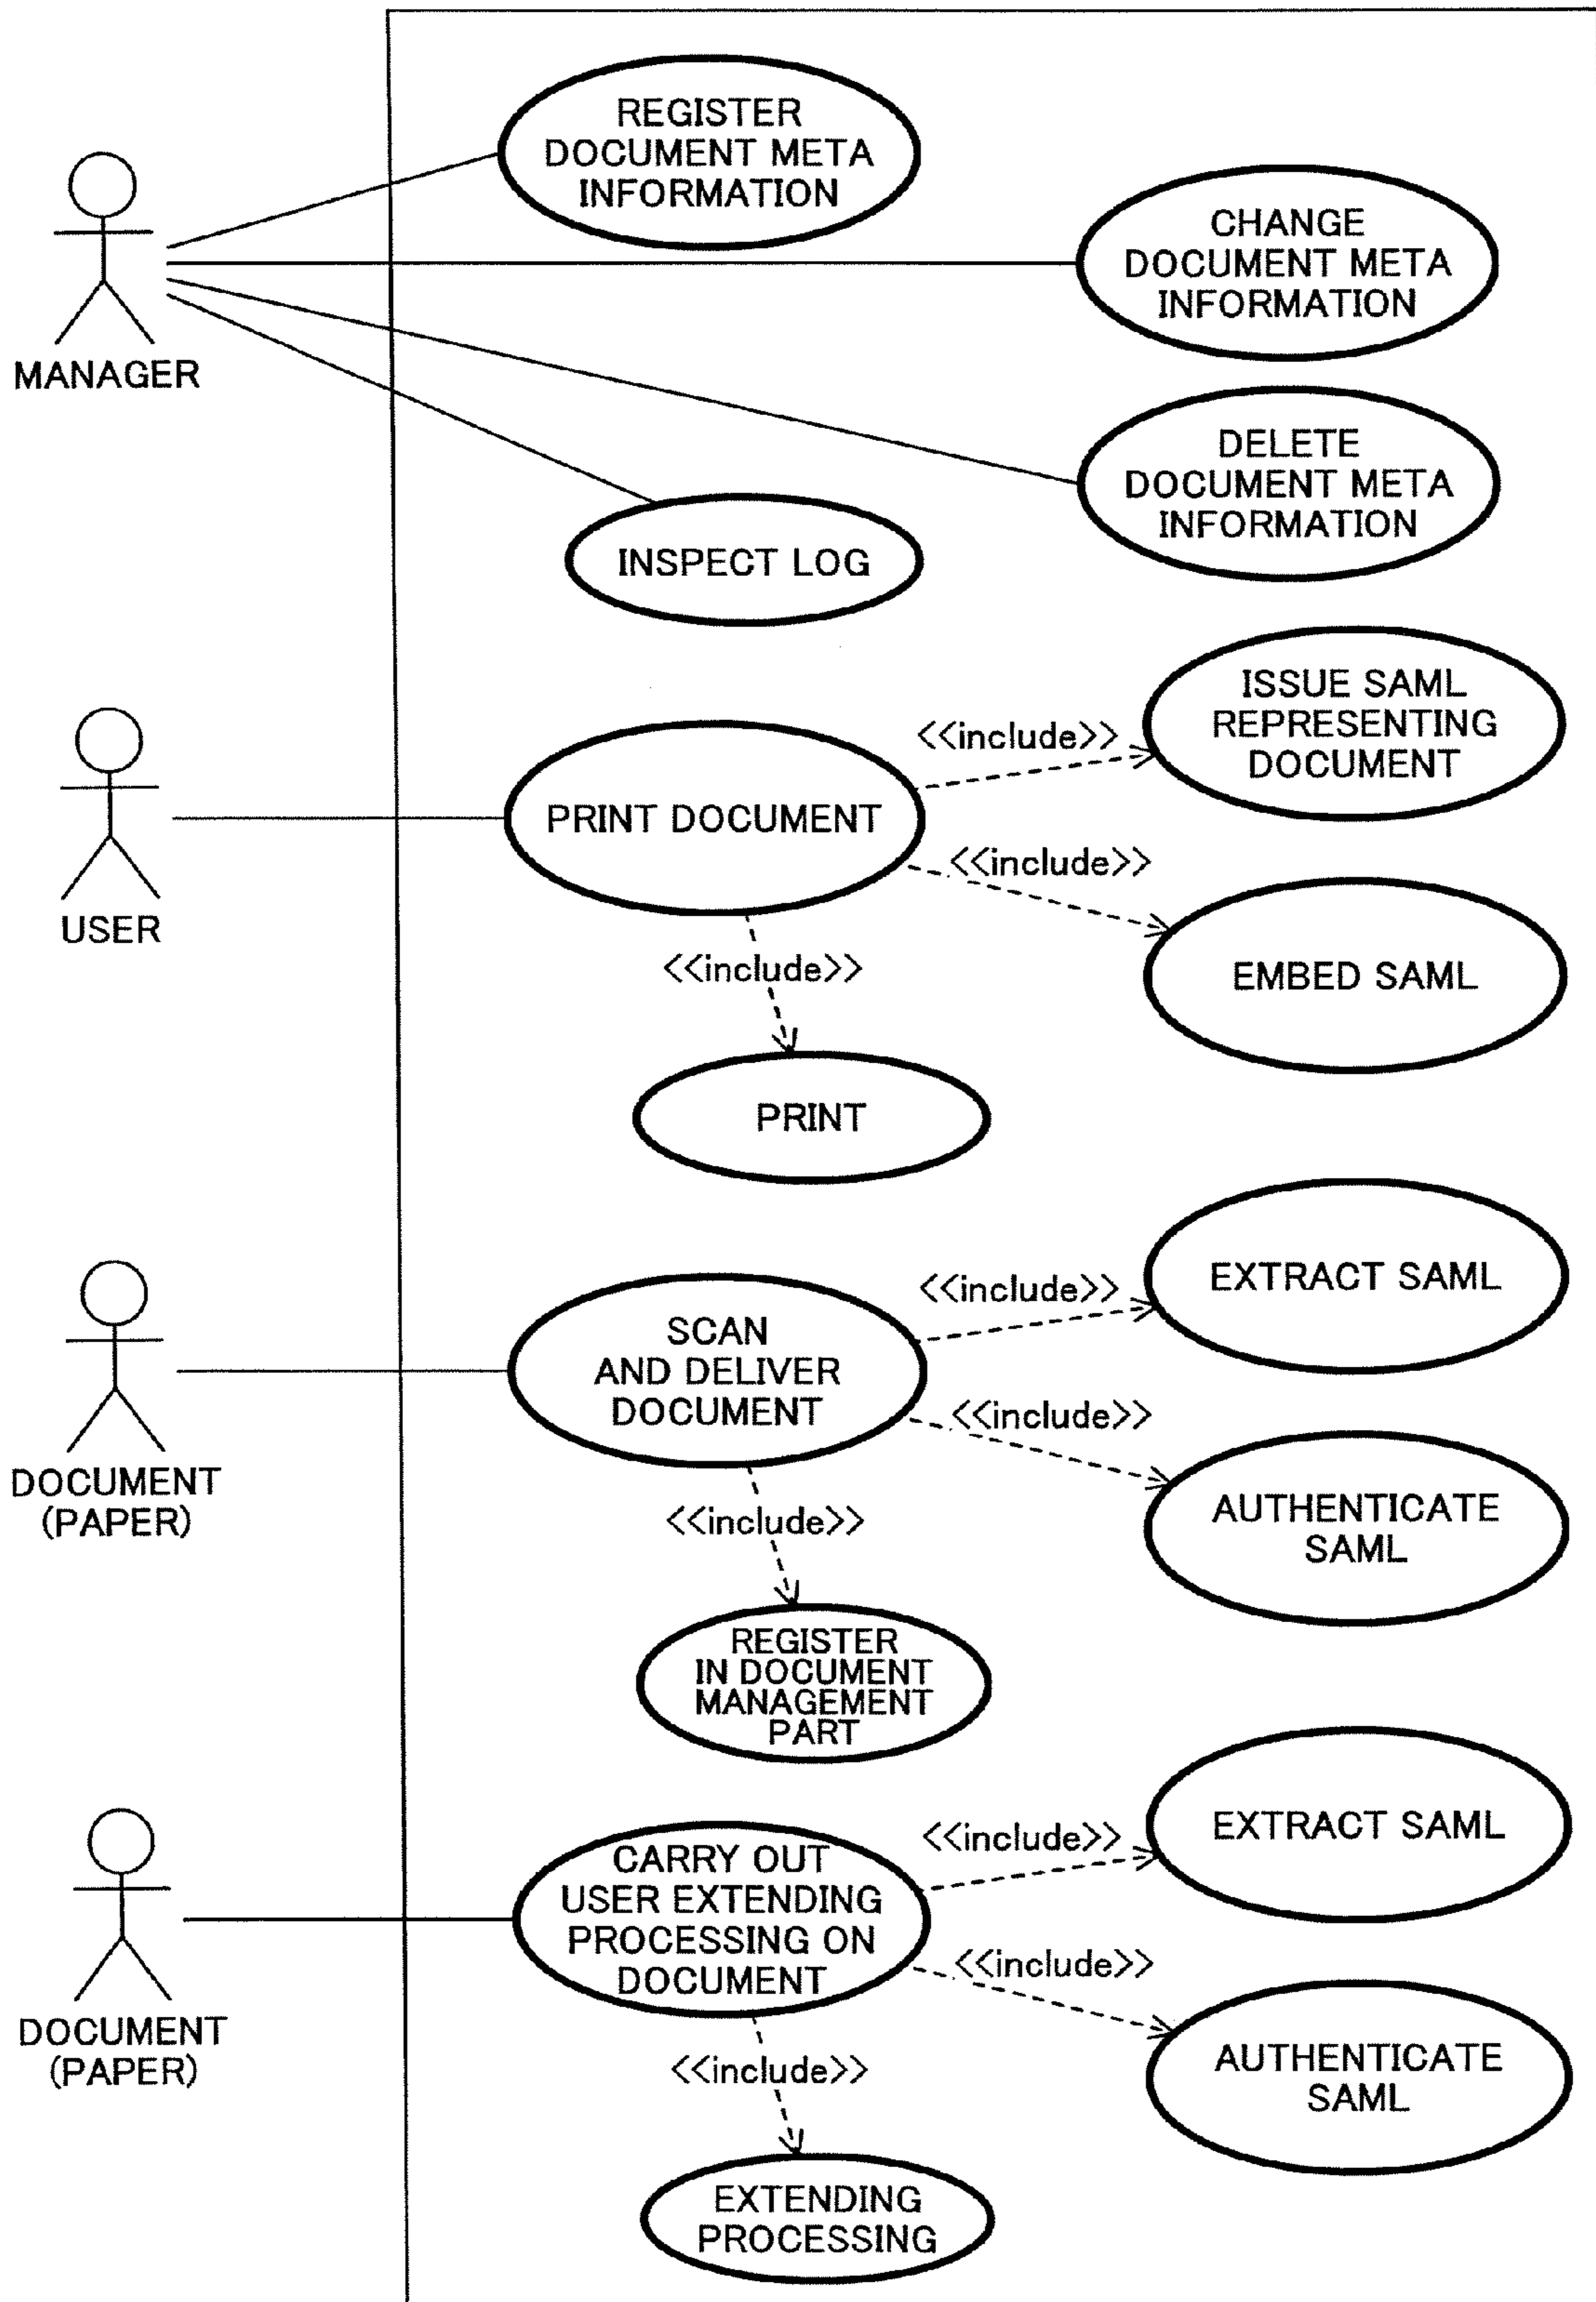 REGISTER
DOCUMENT META
INFORMATION
CHANGE
DOCUMENT META
INFORMATION
MANAGER
DELETE
DOCUMENT META
INFORMATION
INSPECT LOG
ISSUE SAML
REPRESENTING
DOCUMENT
<<include>>
PRINT DOCUMENT
<<include>>
USER
<<include>>
EMBED SAML
PRINT
EXTRACT SAML
<<include>>
SCAN
AND DELIVER
DOCUMENT
<<include>>
DOCUMENT
(PAPER)
<<include>>
AUTHENTICATE
SAML
REGISTER
IN DOCUMENT
MANAGEMENT
PART
EXTRACT SAML
<<include>>
CARRY OUT
USER EXTENDING
PROCESSING ON
DOCUMENT
<<include>>
DOCUMENT
(PAPER)
<<include>>
AUTHENTICATE
SAML
EXTENDING
PROCESSING